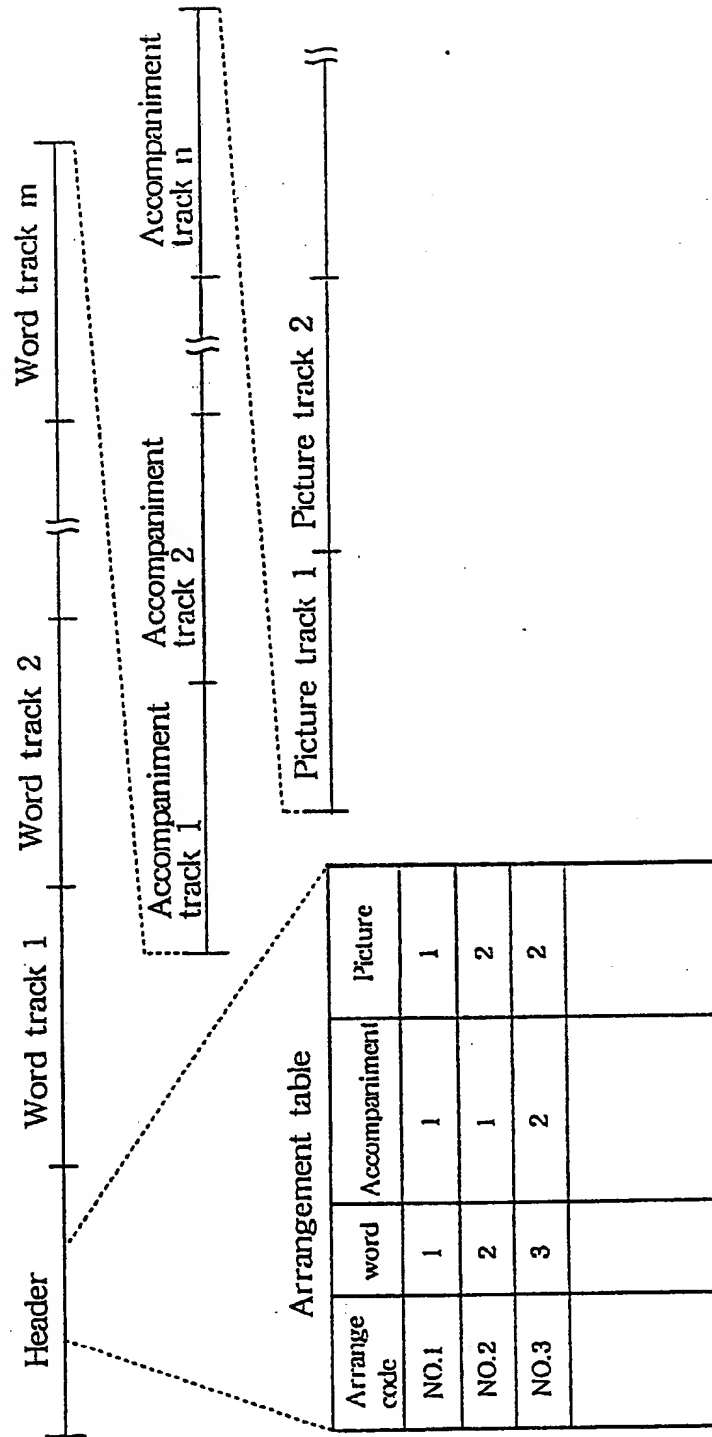 Header
Word track 1
Word track 2
Word track m
Accompaniment
track 1
Accompaniment
track 2
Accompaniment
track n
Picture track 1
Picture track 2
Arrangement table
Arrange
code
word
Accompaniment
Picture
NO.1
1
1
1
NO.2
2
1
2
NO.3
3
2
2